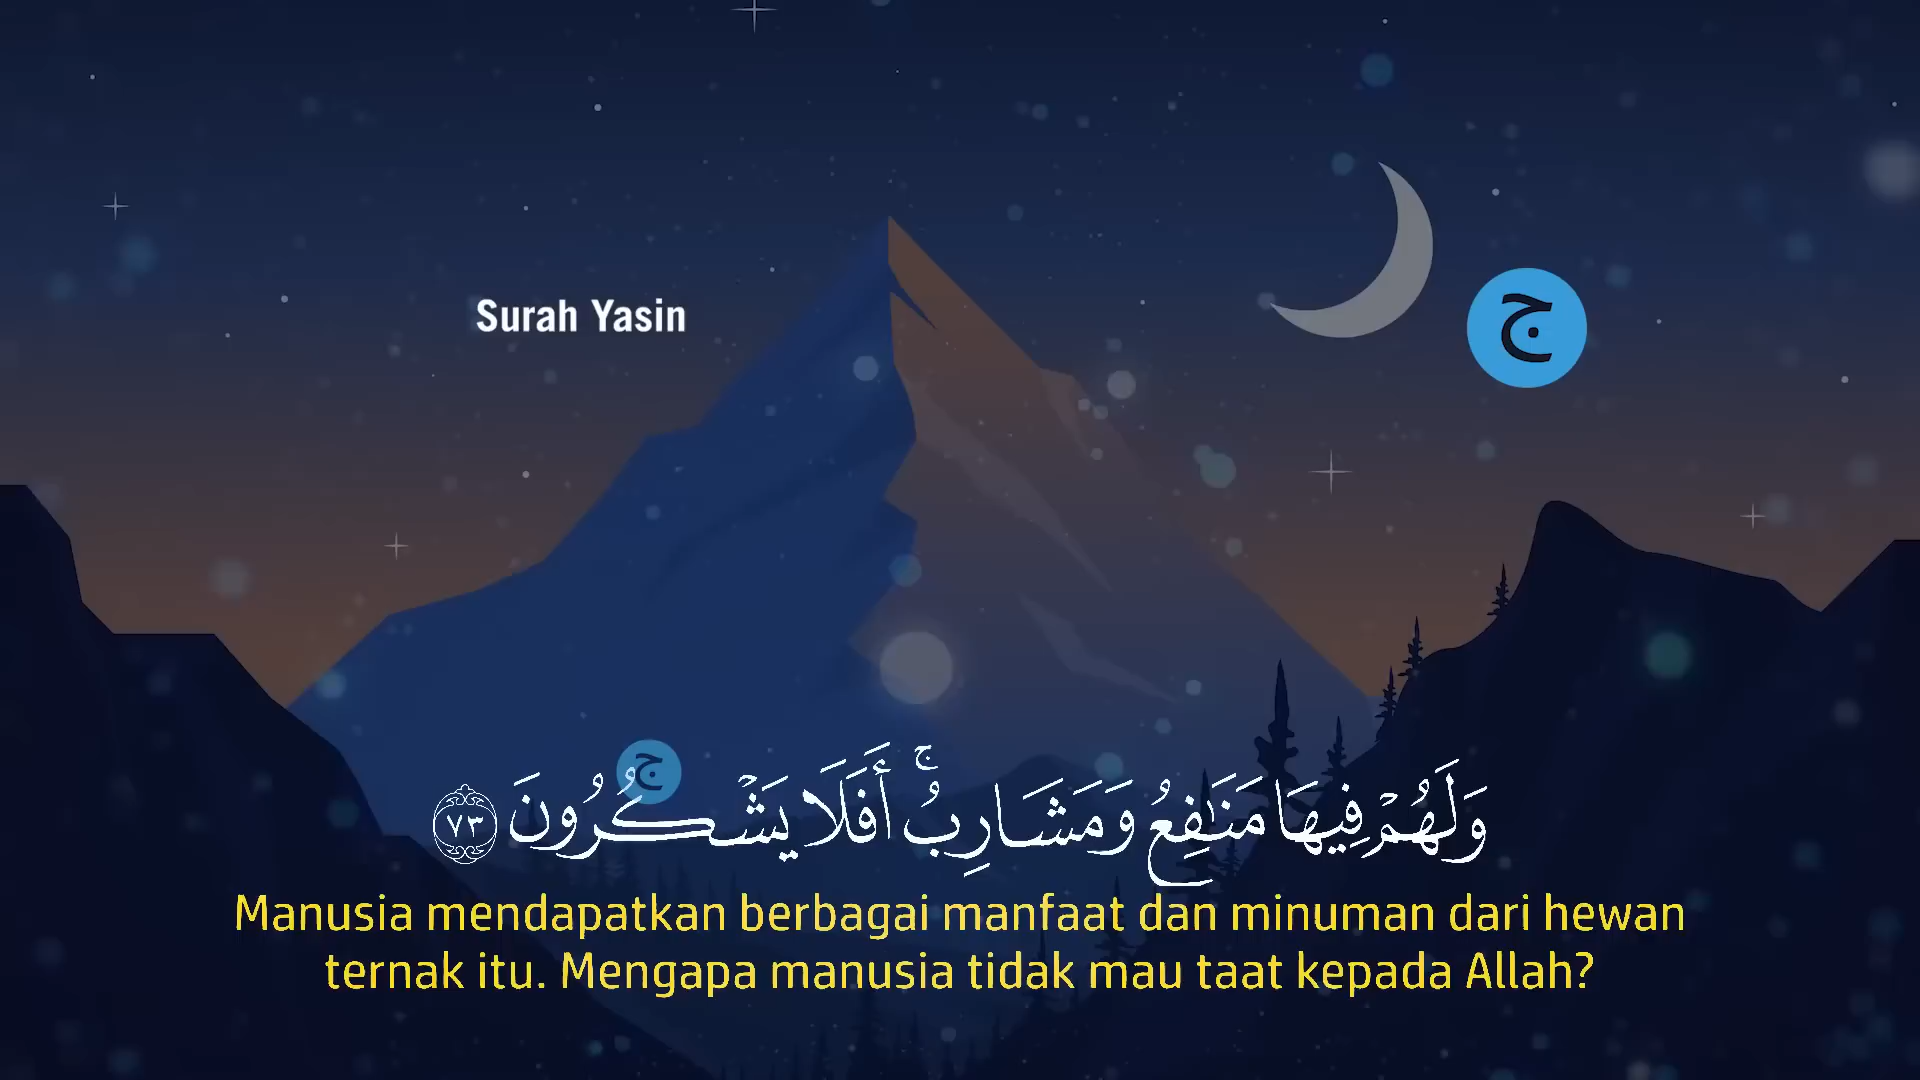 Surah Yasin
ج
ج
وَلَهُمْ فِيهَا مَنَٰفِعُ وَمَشَارِبُ ۚ أَفَلَا يَشْكُرُونَ ٧٣
Manusia mendapatkan berbagai manfaat dan minuman dari hewan
ternak itu. Mengapa manusia tidak mau taat kepada Allah?